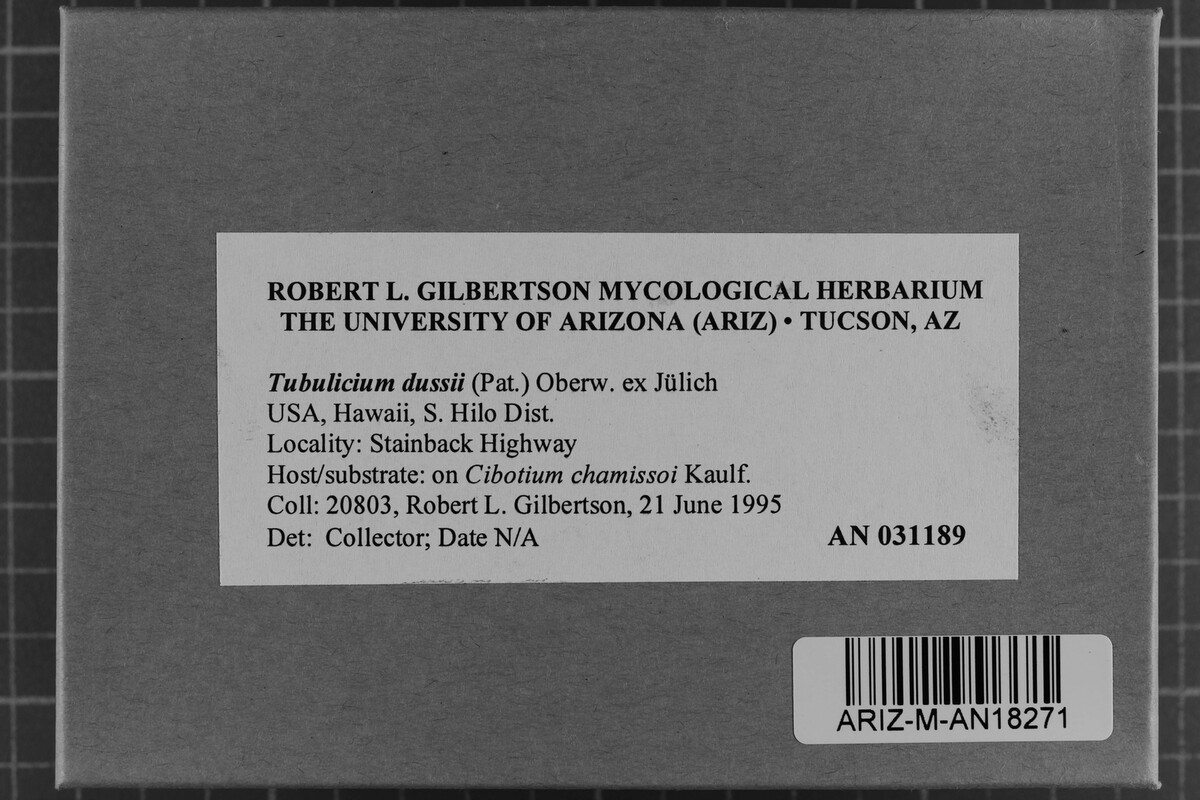 ROBERT L. GILBERTSON MYCOLOGICAL HERBARIUM
THE UNIVERSITY OF ARIZONA (ARIZ) • TUCSON, AZ
Tubulicium dussii (Pat.) Oberw. ex Jülich
USA, Hawaii, S. Hilo Dist.
Locality: Stainback Highway
Host/substrate: on Cibotium chamissoi Kaulf.
Coll: 20803, Robert L. Gilbertson, 21 June 1995
Det: Collector; Date N/A AN 031189
ARIZ-M-AN18271